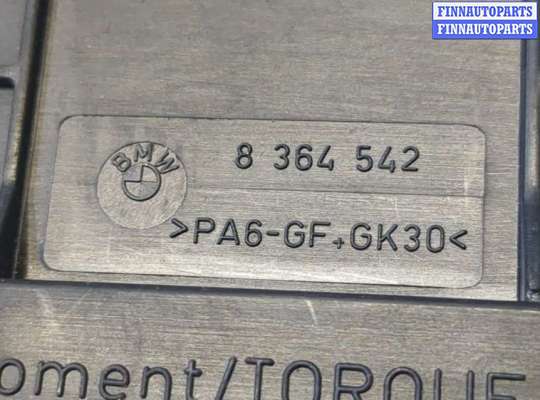 FINNAUTOPARTS
FINNAUTOPARTS
BMW
8 364 542
>PA6-GF+GK30<
oment/TORQUE